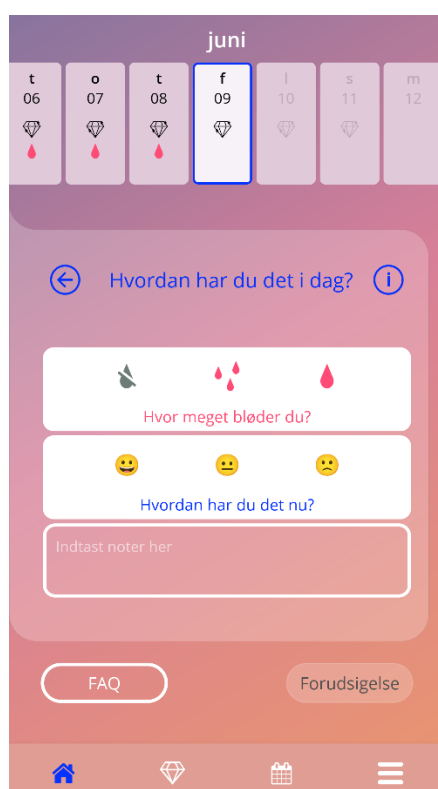 juni
t o t f l s m
06 07 08 09 10 11 12
Hvordan har du det i dag? i
Hvor meget bløder du?
Hvordan har du det nu?
Indtast noter her
FAQ Forudsigelse